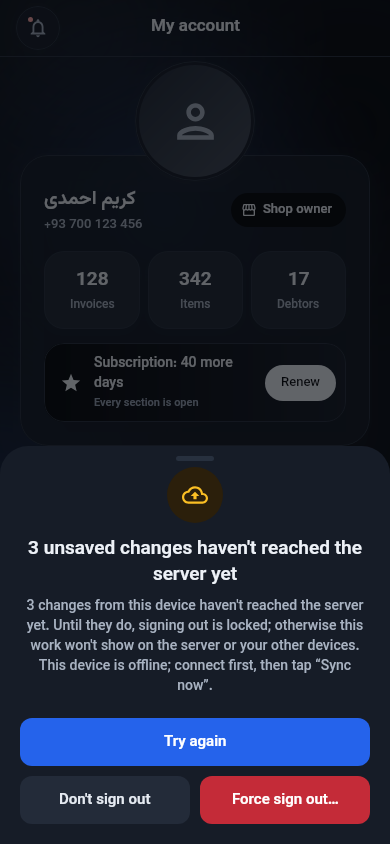 My account
کریم احمدی
+93 700 123 456
Shop owner
128
Invoices
342
Items
17
Debtors
Subscription: 40 more
days
Every section is open
Renew
3 unsaved changes haven't reached the
server yet
3 changes from this device haven't reached the server
yet. Until they do, signing out is locked; otherwise this
work won't show on the server or your other devices.
This device is offline; connect first, then tap “Sync
now”.
Try again
Don't sign out
Force sign out…